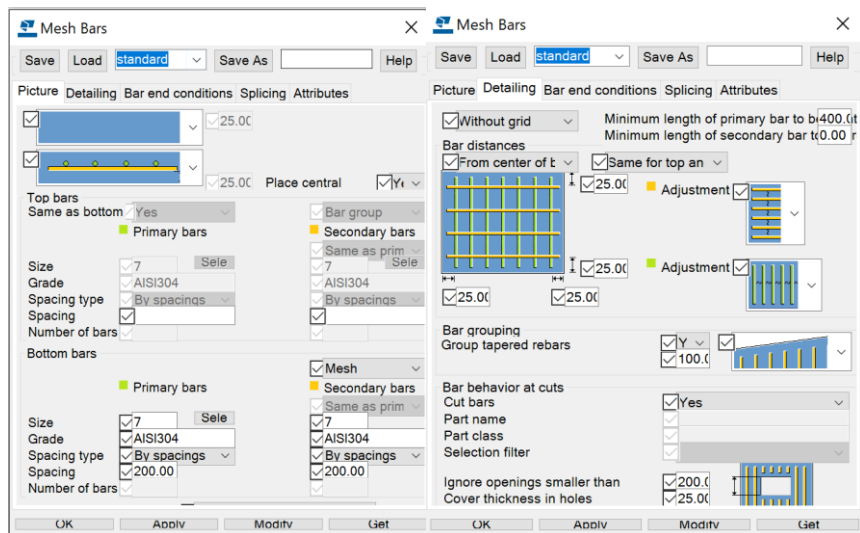 Mesh Bars
Save Load standard Save As Help
Picture Detailing Bar end conditions Splicing Attributes
25.00
25.00 Place central
Top bars
Same as bottom Yes Bar group
Primary bars Secondary bars
Same as prim
Size 7 Sele 7 Sele
Grade AISI304 AISI304
Spacing type By spacings By spacings
Spacing
Number of bars
Bottom bars
Mesh
Primary bars Secondary bars
Same as prim
Size 7 Sele 7
Grade AISI304 AISI304
Spacing type By spacings By spacings
Spacing 200.00 200.00
Number of bars
OK Apply Modify Get
Mesh Bars
Save Load standard Save As Help
Picture Detailing Bar end conditions Splicing Attributes
Without grid Minimum length of primary bar to b 400.0
Minimum length of secondary bar t 0.00
Bar distances
From center of b Same for top an
25.00 Adjustment
25.00 Adjustment
25.00 25.00
Bar grouping
Group tapered rebars Y
100.0
Bar behavior at cuts
Cut bars Yes
Part name
Part class
Selection filter
Ignore openings smaller than 200.0
Cover thickness in holes 25.00
OK Apply Modify Get